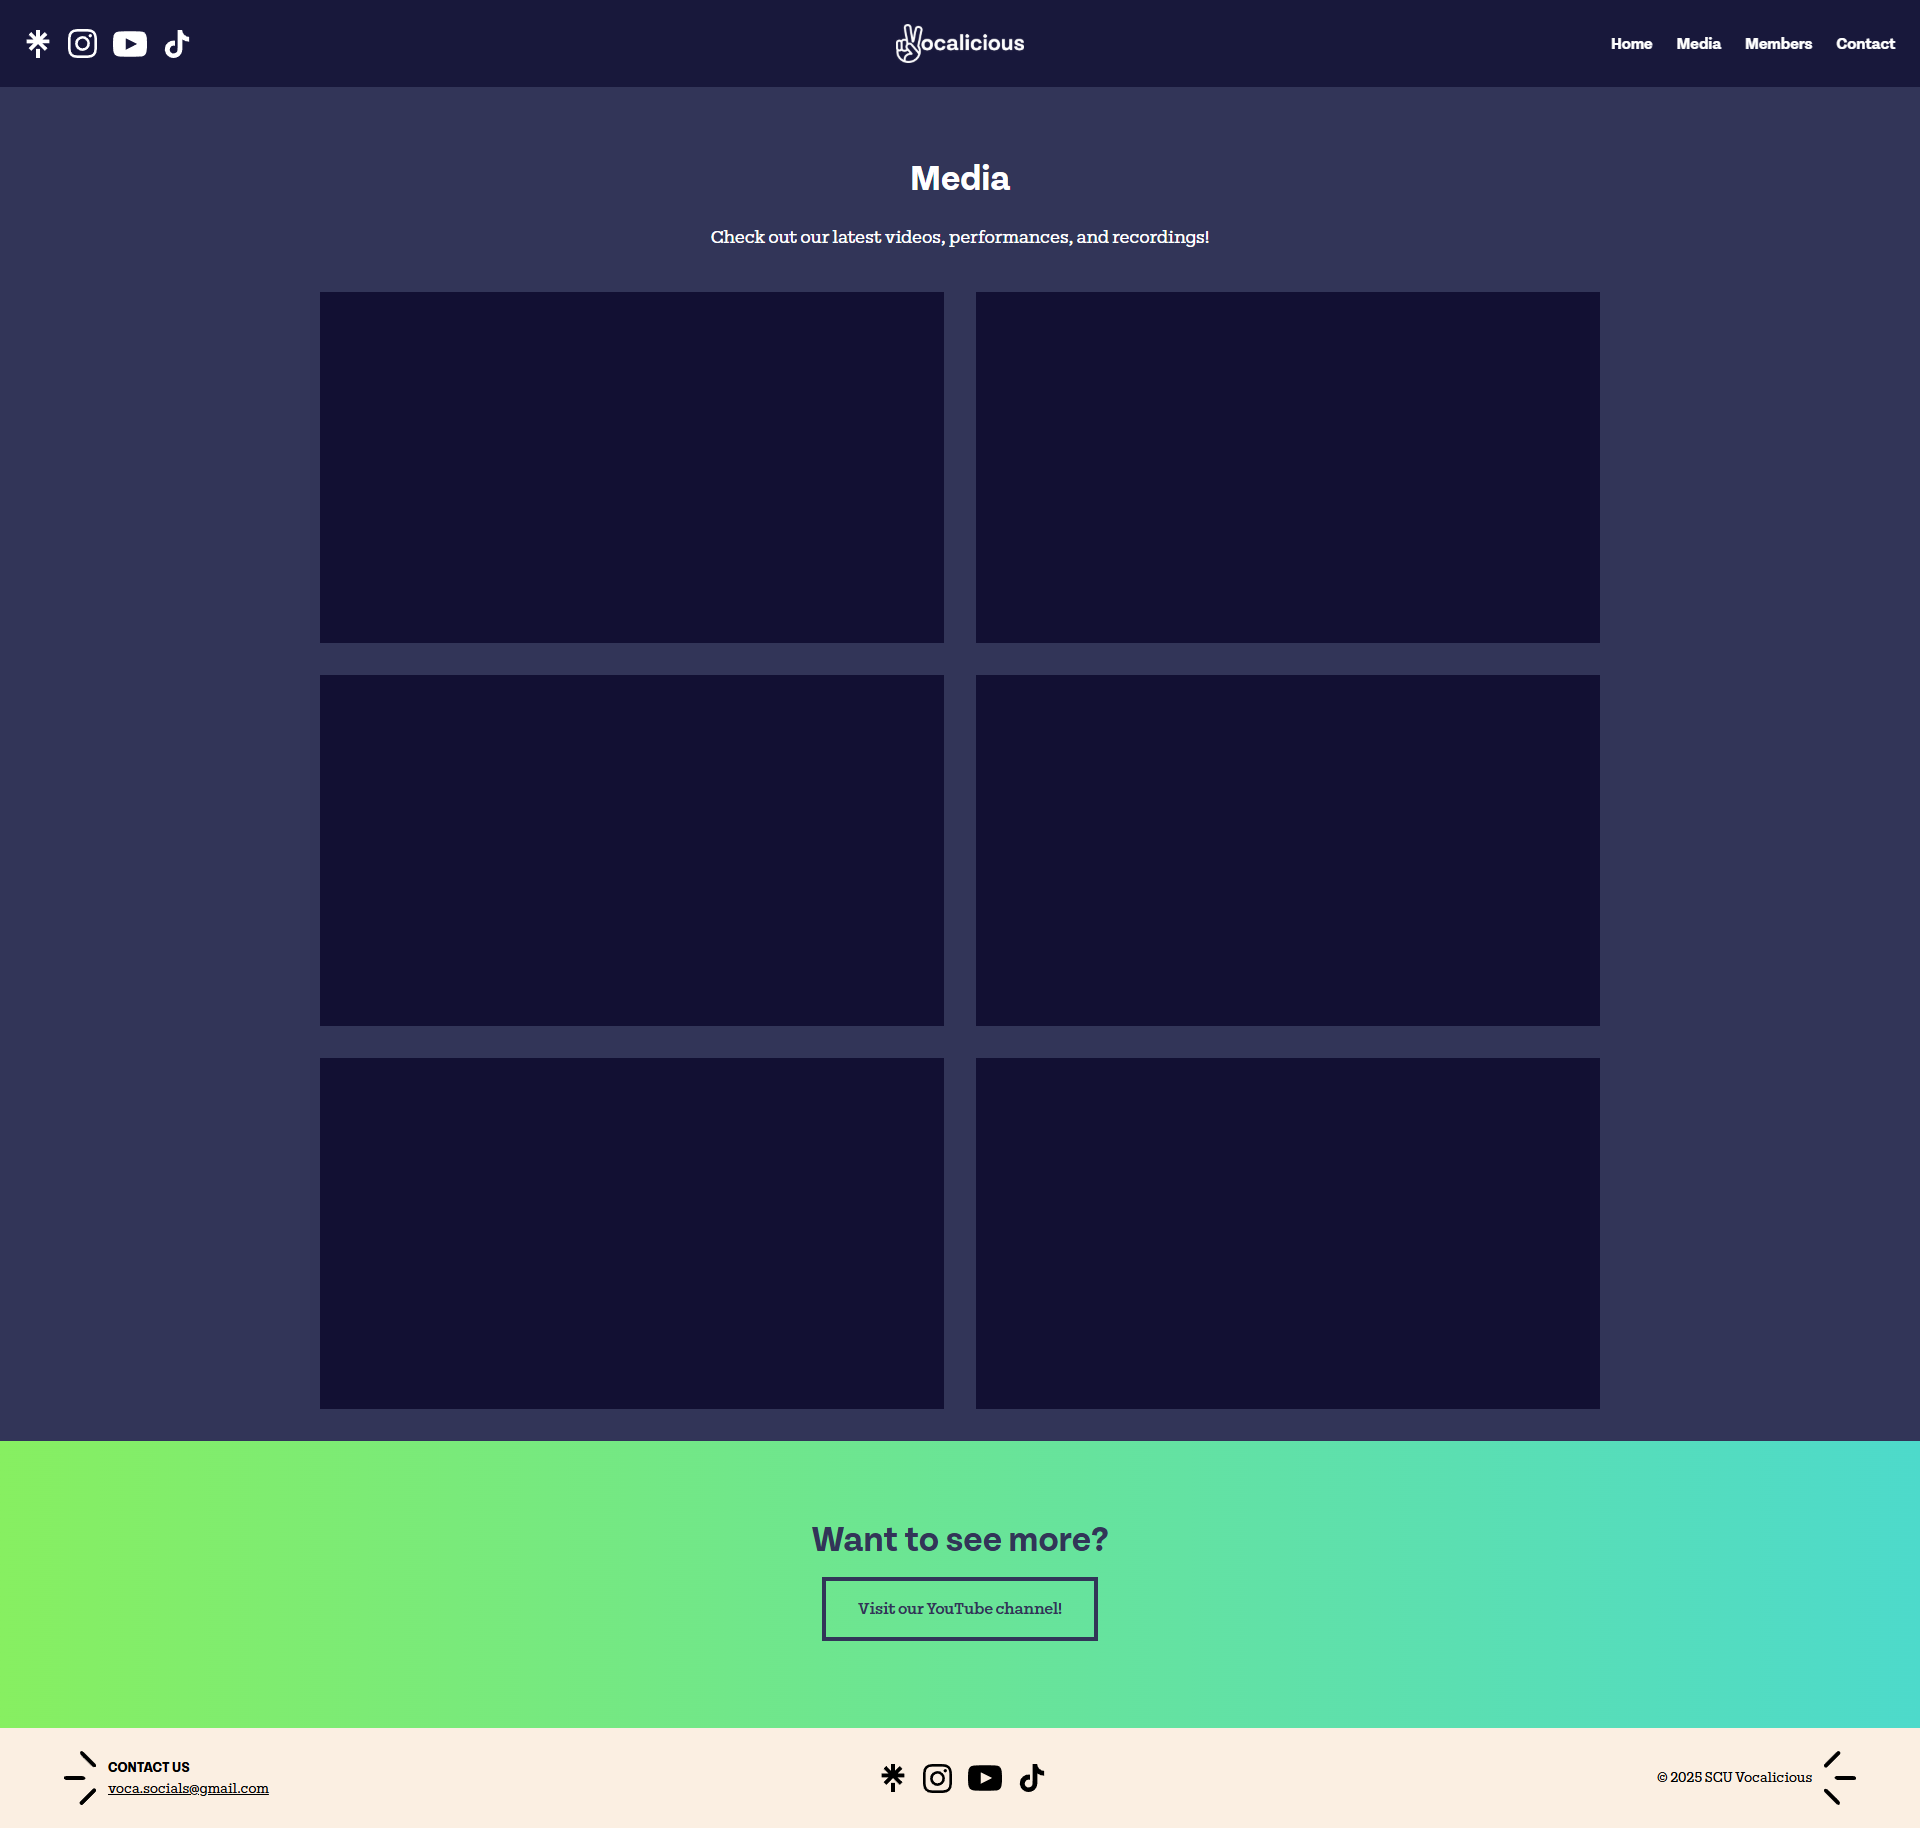 Vocalicious
Home Media Members Contact
Media
Check out our latest videos, performances, and recordings!
Want to see more?
Visit our YouTube channel!
CONTACT US
voca.socials@gmail.com
© 2025 SCU Vocalicious